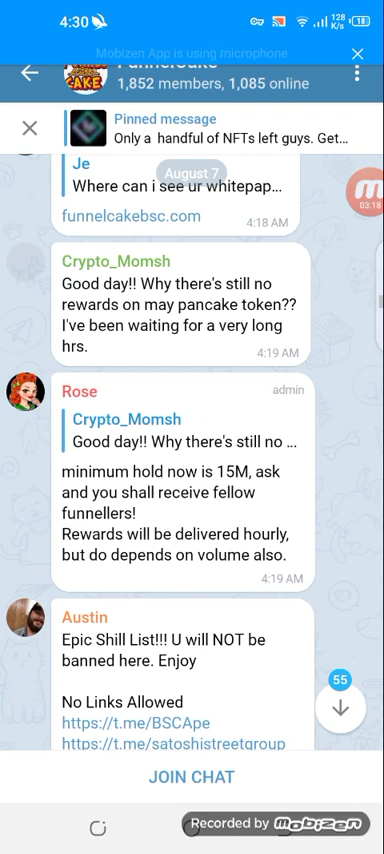 4:30
128 K/s
18
Mobizen App is using microphone
FunnelCake
CAKE
1,852 members, 1,085 online
Pinned message
Only a handful of NFTs left guys. Get...
03:18
August 7
Je
Where can i see ur whitepap...
funnelcakebsc.com
4:18 AM
Crypto_Momsh
Good day!! Why there's still no
rewards on may pancake token??
I've been waiting for a very long
hrs.
4:19 AM
Rose
admin
Crypto_Momsh
Good day!! Why there's still no ...
minimum hold now is 15M, ask
and you shall receive fellow
funnellers!
Rewards will be delivered hourly,
but do depends on volume also.
4:19 AM
Austin
Epic Shill List!!! U will NOT be
banned here. Enjoy
No Links Allowed
https://t.me/BSCApe
https://t.me/satoshistreetgroup
55
JOIN CHAT
Recorded by mobizen